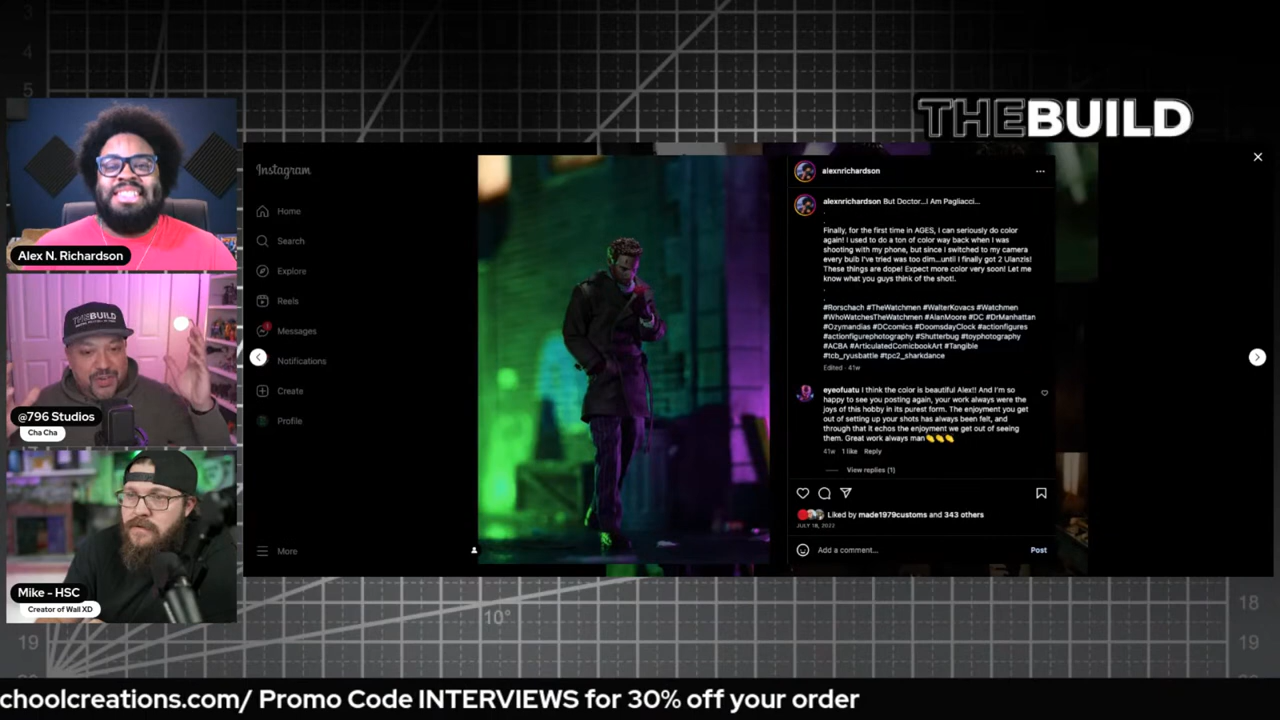 3
4
5
THEBUILD
Alex N. Richardson
THEBUILD
@796 Studios
Cha Cha
Mike - HSC
Creator of Wall XD
Instagram
Home
Search
Explore
Reels
1
Messages
Notifications
Create
Profile
More
alexnrichardson
alexnrichardson But Doctor...I Am Pagliacci...
.
.
Finally, for the first time in AGES, I can seriously do color
again! I used to do a ton of color way back when I was
shooting with my phone, but since I switched to my camera
every bulb I've tried was too dim...until I finally got 2 Ulanzis!
These things are dope! Expect more color very soon! Let me
know what you guys think of the shot!.
.
.
#Rorschach #TheWatchmen #WalterKovacs #Watchmen
#WhoWatchesTheWatchmen #AlanMoore #DC #DrManhattan
#Ozymandias #DCcomics #DoomsdayClock #actionfigures
#actionfigurephotography #Shutterbug #toyphotography
#ACBA #ArticulatedComicbookArt #Tangible
#tcb_ryusbattle #tpc2_sharkdance
Edited · 41w
eyeofuatu I think the color is beautiful Alex!! And I'm so
happy to see you posting again, your work always were the
joys of this hobby in its purest form. The enjoyment you get
out of setting up your shots has always been felt, and
through that it echos the enjoyment we get out of seeing
them. Great work always man👏👏👏
41w 1 like Reply
View replies (1)
Liked by made1979customs and 343 others
JULY 18, 2022
Add a comment...
Post
10°
18
19
19
choolcreations.com/ Promo Code INTERVIEWS for 30% off your order